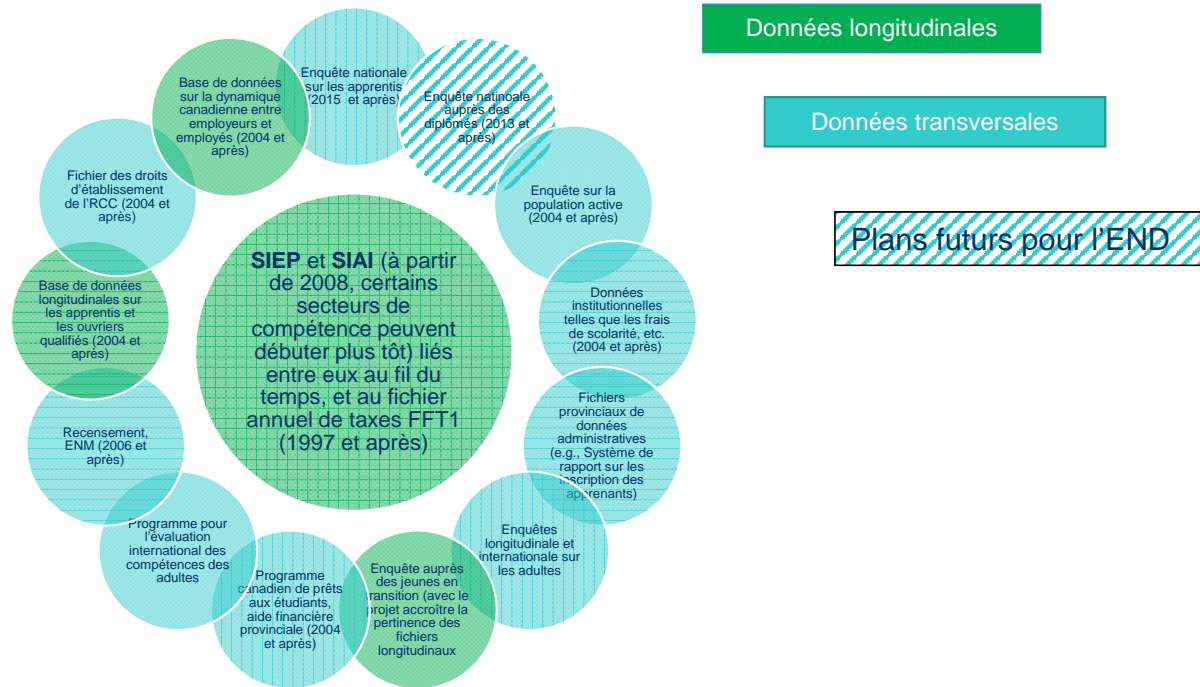 Données longitudinales
Données transversales
Plans futurs pour l'END
Enquête nationale
sur les apprentis
(2015 et après)
Enquête natinoale
auprès des
diplômés (2013 et
après)
Enquête sur la
population active
(2004 et après)
Données
institutionnelles
telles que les frais
de scolarité, etc.
(2004 et après)
Fichiers
provinciaux de
données
administratives
(e.g., Système de
rapport sur les
inscription des
apprenants)
Enquêtes
longitudinale et
internationale sur
les adultes
Enquête auprès
des jeunes en
transition (avec le
projet accroître la
pertinence des
fichiers
longitudinaux
Programme
canadien de prêts
aux étudiants,
aide financière
provinciale (2004
et après)
Programme pour
l'évaluation
international des
compétences des
adultes
Recensement,
ENM (2006 et
après)
Base de données
longitudinales sur
les apprentis et
les ouvriers
qualifiés (2004 et
après)
Fichier des droits
d'établissement
de l'RCC (2004 et
après)
Base de données
sur la dynamique
canadienne entre
employeurs et
employés (2004 et
après)
SIEP et SIAI (à partir
de 2008, certains
secteurs de
compétence peuvent
débuter plus tôt) liés
entre eux au fil du
temps, et au fichier
annuel de taxes FFT1
(1997 et après)